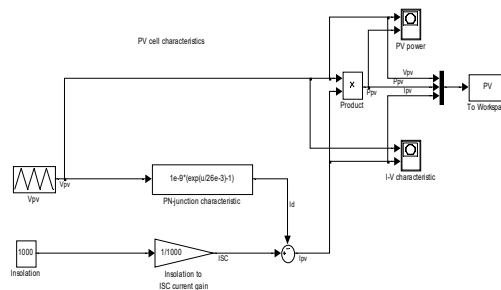 PV cell characteristics
PV power
Vpv
Ppv
Ipv
X
Product
Ppv
PV
To Workspa
I-V characteristic
Vpv
Vpv
1e-9*(exp(u/26e-3)-1)
PN-junction characteristic
Id
1000
Insolation
1/1000
Insolation to
ISC current gain
ISC
Ipv